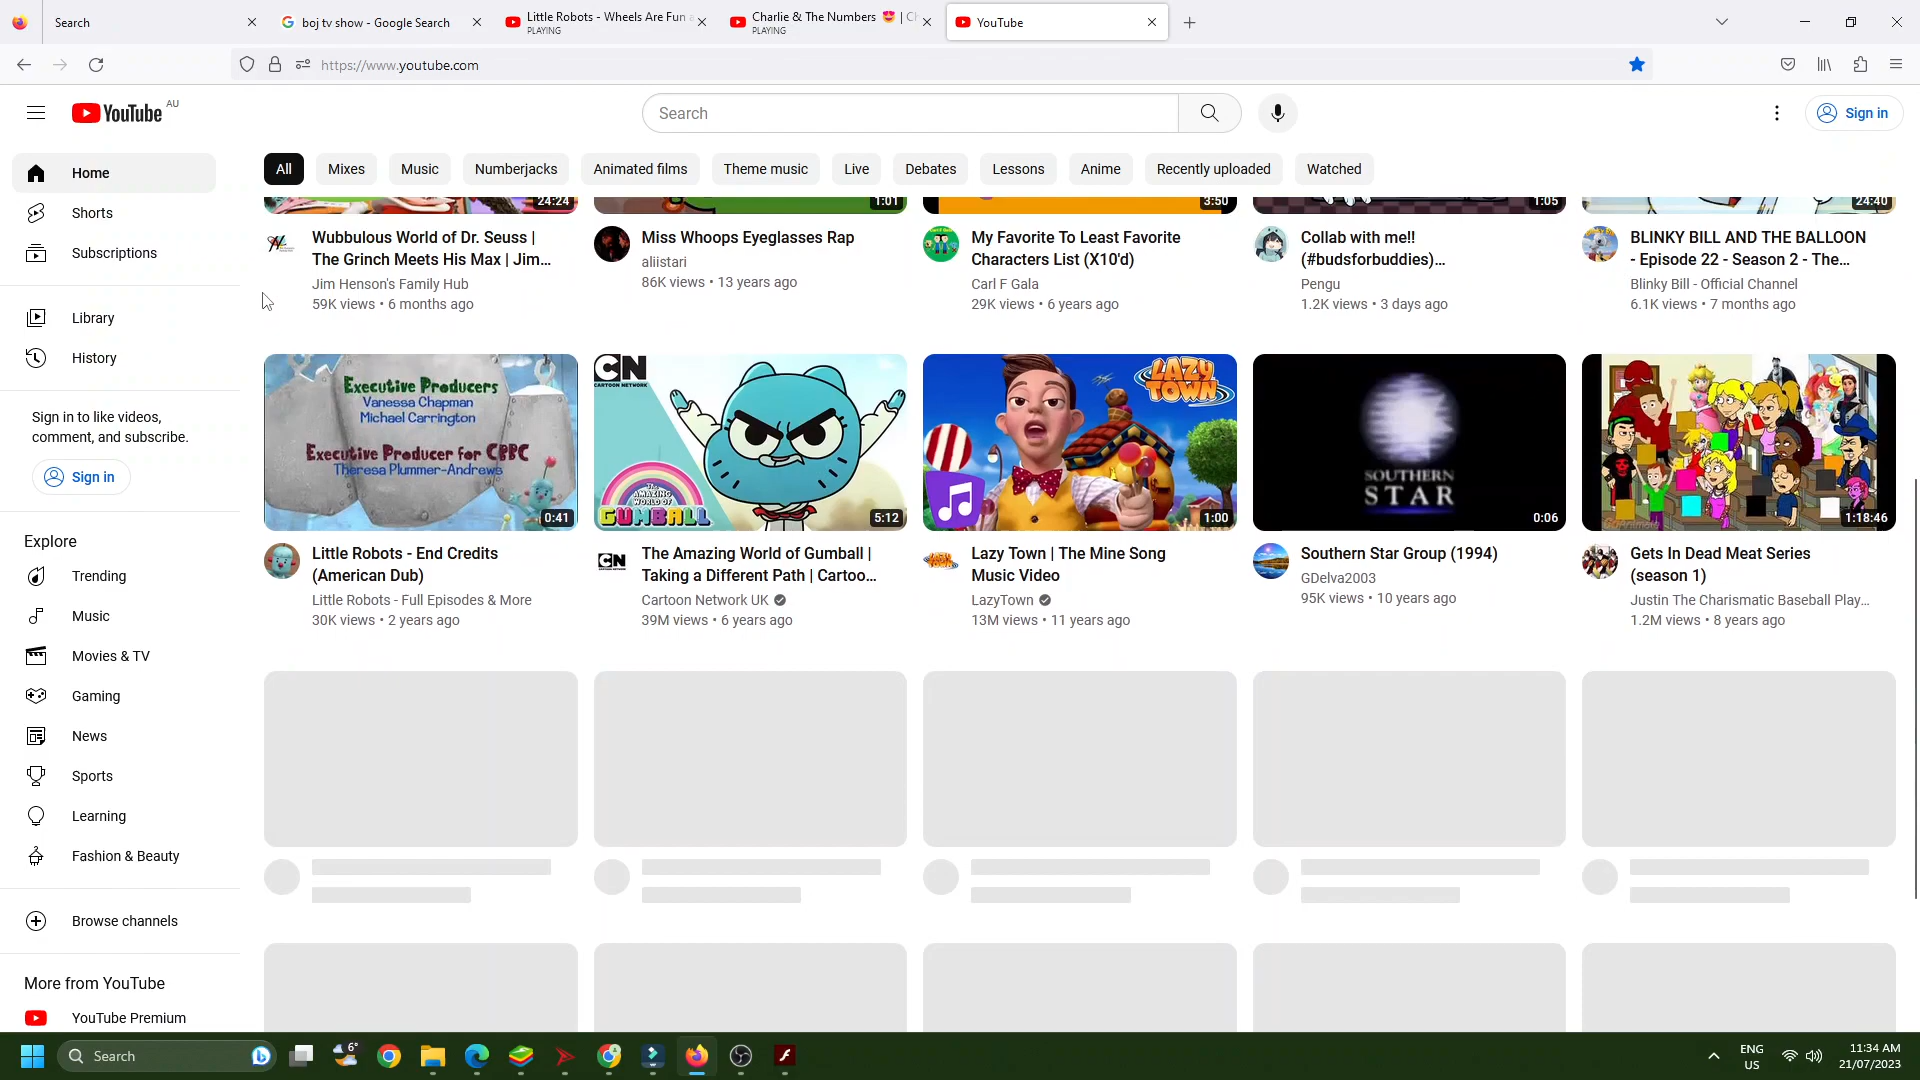 Search
boj tv show - Google Search
Little Robots - Wheels Are Fun a
PLAYING
Charlie & The Numbers 😍 | Ch
PLAYING
YouTube
https://www.youtube.com
YouTube AU
Search
Sign in
Home
Shorts
Subscriptions
Library
History
Sign in to like videos,
comment, and subscribe.
Sign in
Explore
Trending
Music
Movies & TV
Gaming
News
Sports
Learning
Fashion & Beauty
Browse channels
More from YouTube
YouTube Premium
All
Mixes
Music
Numberjacks
Animated films
Theme music
Live
Debates
Lessons
Anime
Recently uploaded
Watched
24:24
Wubbulous World of Dr. Seuss |
The Grinch Meets His Max | Jim...
Jim Henson's Family Hub
59K views • 6 months ago
1:01
Miss Whoops Eyeglasses Rap
aliistari
86K views • 13 years ago
3:50
My Favorite To Least Favorite
Characters List (X10'd)
Carl F Gala
29K views • 6 years ago
1:05
Collab with me!!
(#budsforbuddies)...
Pengu
1.2K views • 3 days ago
24:40
BLINKY BILL AND THE BALLOON
- Episode 22 - Season 2 - The...
Blinky Bill - Official Channel
6.1K views • 7 months ago
Executive Producers
Vanessa Chapman
Michael Carrington
Executive Producer for CBBC
Theresa Plummer-Andrews
0:41
Little Robots - End Credits
(American Dub)
Little Robots - Full Episodes & More
30K views • 2 years ago
CN
CARTOON NETWORK
The
AMAZING
WORLD OF
GUMBALL
5:12
The Amazing World of Gumball |
Taking a Different Path | Cartoo...
Cartoon Network UK
39M views • 6 years ago
LAZY
TOWN
1:00
Lazy Town | The Mine Song
Music Video
LazyTown
13M views • 11 years ago
SOUTHERN
STAR
0:06
Southern Star Group (1994)
GDelva2003
95K views • 10 years ago
GoAnimate
1:18:46
Gets In Dead Meat Series
(season 1)
Justin The Charismatic Baseball Play...
1.2M views • 8 years ago
Search
6°
ENG
US
11:34 AM
21/07/2023